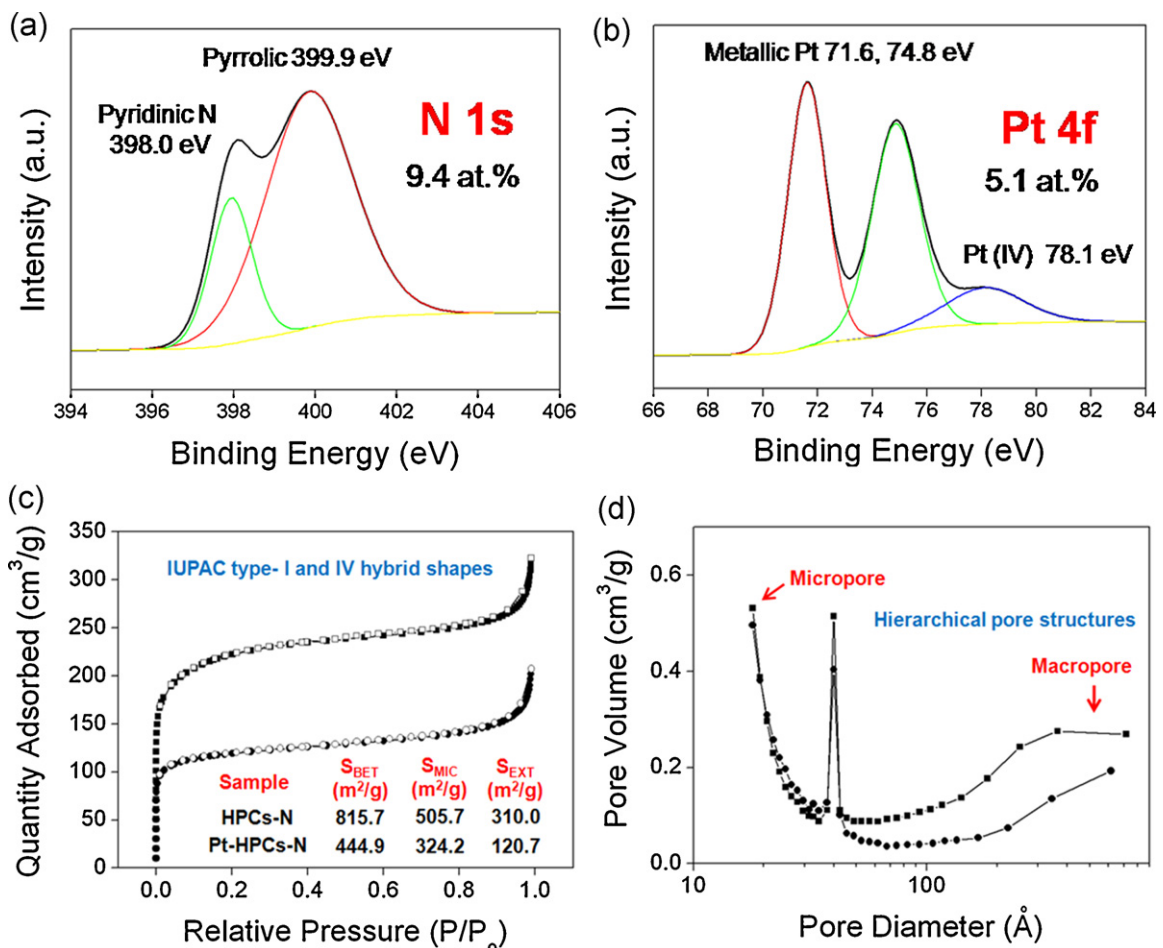 (a)
Pyrrolic 399.9 eV
Pyridinic N
398.0 eV
N 1s
9.4 at.%
Intensity (a.u.)
394 396 398 400 402 404 406
Binding Energy (eV)
(b)
Metallic Pt 71.6, 74.8 eV
Pt 4f
5.1 at.%
Pt (IV) 78.1 eV
Intensity (a.u.)
66 68 70 72 74 76 78 80 82 84
Binding Energy (eV)
(c)
350
300
250
200
150
100
50
0
IUPAC type- I and IV hybrid shapes
Sample SBET (m²/g) SMIC (m²/g) SEXT (m²/g)
HPCs-N 815.7 505.7 310.0
Pt-HPCs-N 444.9 324.2 120.7
Quantity Adsorbed (cm³/g)
0.0 0.2 0.4 0.6 0.8 1.0
Relative Pressure (P/P₀)
(d)
0.6
0.4
0.2
0.0
Micropore
Hierarchical pore structures
Macropore
Pore Volume (cm³/g)
10 100
Pore Diameter (Å)